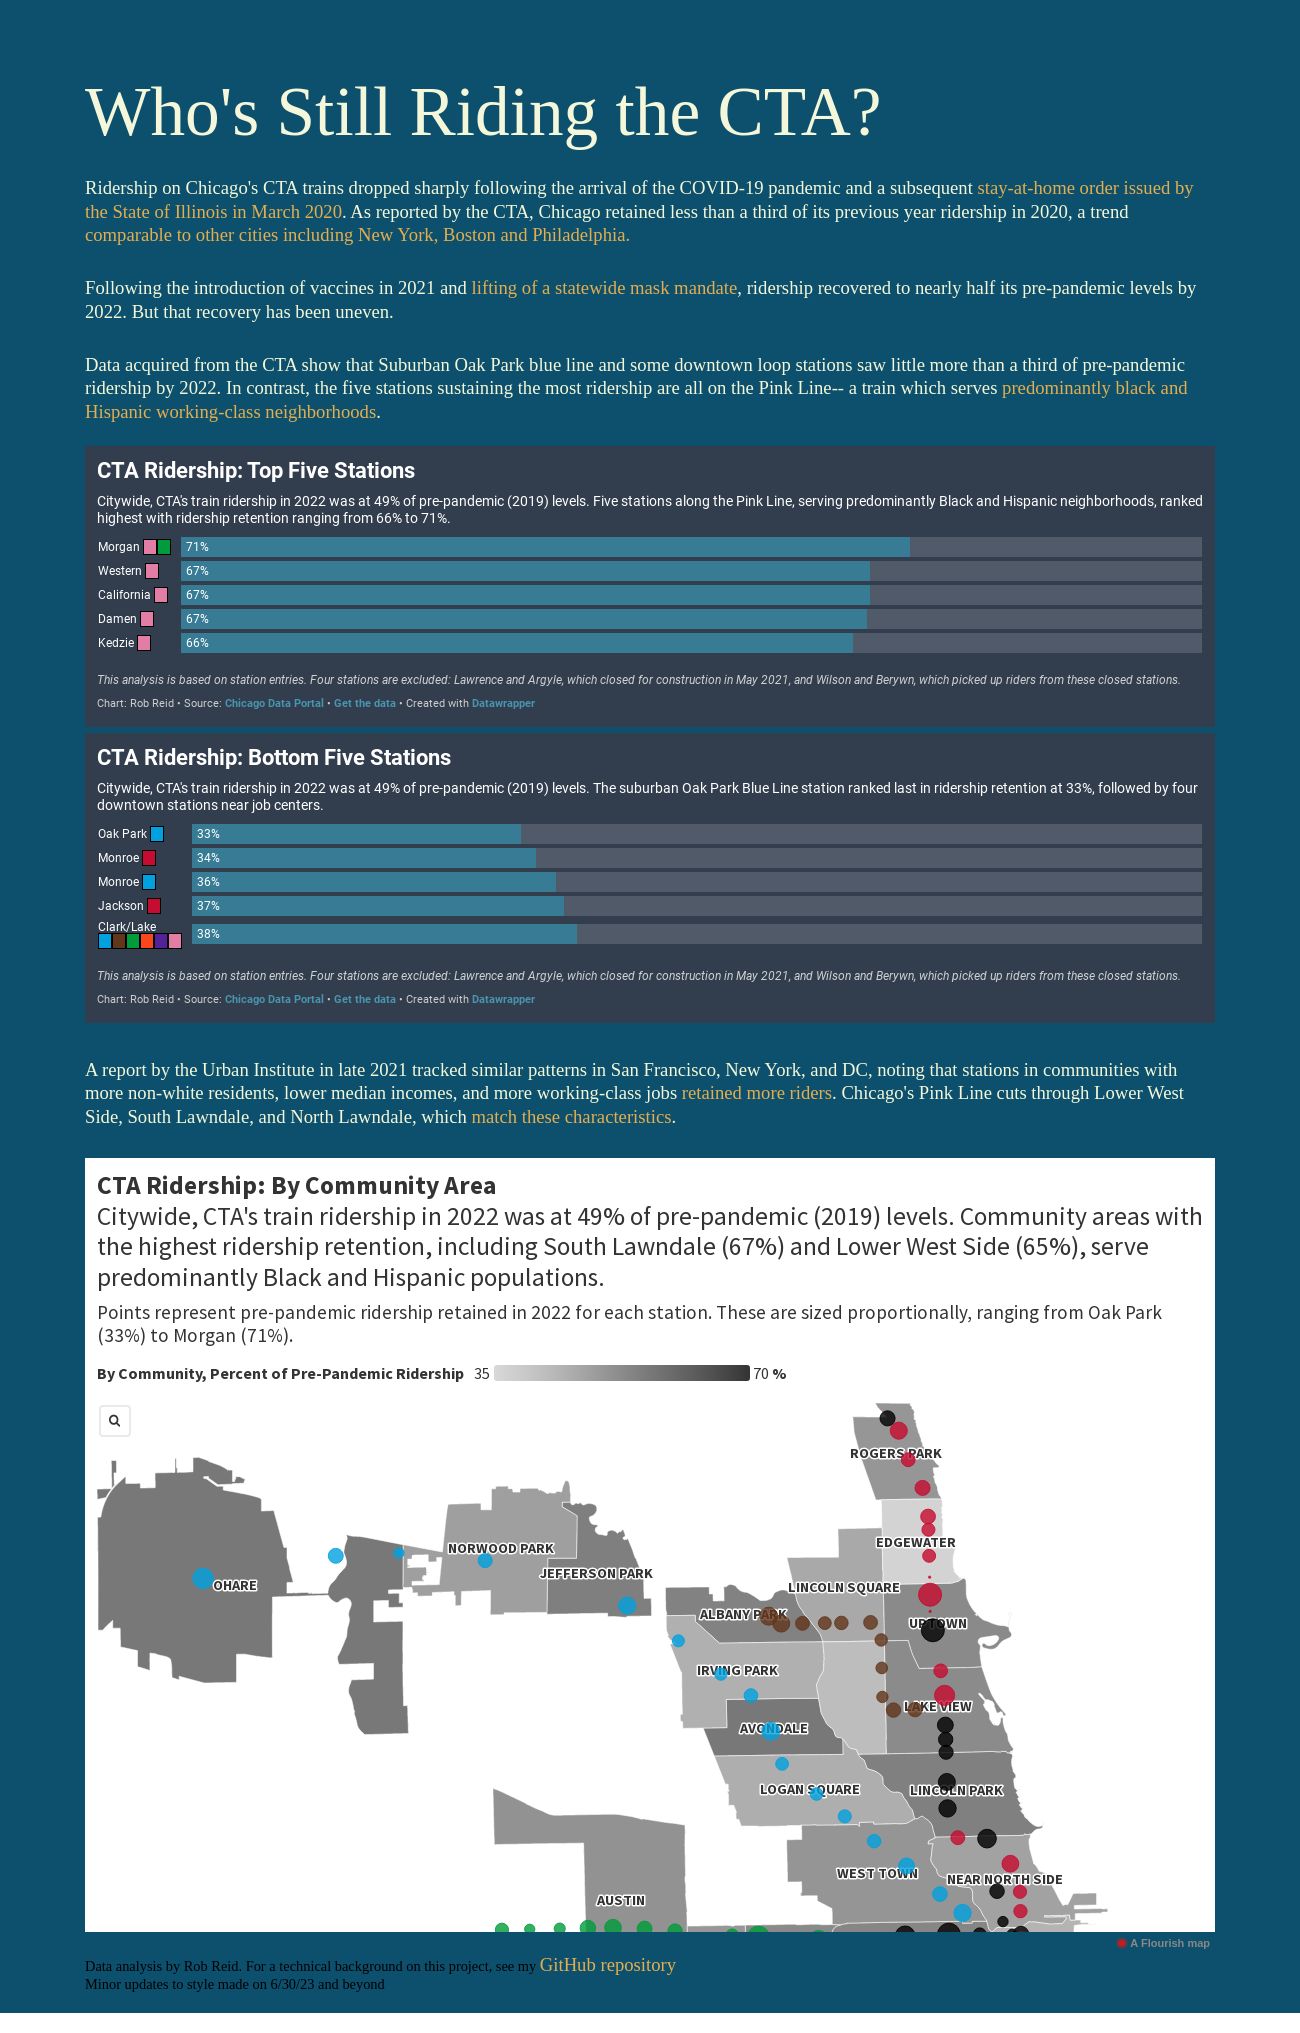 Who's Still Riding the CTA?
Ridership on Chicago's CTA trains dropped sharply following the arrival of the COVID-19 pandemic and a subsequent stay-at-home order issued by
the State of Illinois in March 2020. As reported by the CTA, Chicago retained less than a third of its previous year ridership in 2020, a trend
comparable to other cities including New York, Boston and Philadelphia.
Following the introduction of vaccines in 2021 and lifting of a statewide mask mandate, ridership recovered to nearly half its pre-pandemic levels by
2022. But that recovery has been uneven.
Data acquired from the CTA show that Suburban Oak Park blue line and some downtown loop stations saw little more than a third of pre-pandemic
ridership by 2022. In contrast, the five stations sustaining the most ridership are all on the Pink Line-- a train which serves predominantly black and
Hispanic working-class neighborhoods.
CTA Ridership: Top Five Stations
Citywide, CTA's train ridership in 2022 was at 49% of pre-pandemic (2019) levels. Five stations along the Pink Line, serving predominantly Black and Hispanic neighborhoods, ranked
highest with ridership retention ranging from 66% to 71%.
Morgan 71%
Western 67%
California 67%
Damen 67%
Kedzie 66%
This analysis is based on station entries. Four stations are excluded: Lawrence and Argyle, which closed for construction in May 2021, and Wilson and Berywn, which picked up riders from these closed stations.
Chart: Rob Reid • Source: Chicago Data Portal • Get the data • Created with Datawrapper
CTA Ridership: Bottom Five Stations
Citywide, CTA's train ridership in 2022 was at 49% of pre-pandemic (2019) levels. The suburban Oak Park Blue Line station ranked last in ridership retention at 33%, followed by four
downtown stations near job centers.
Oak Park 33%
Monroe 34%
Monroe 36%
Jackson 37%
Clark/Lake 38%
This analysis is based on station entries. Four stations are excluded: Lawrence and Argyle, which closed for construction in May 2021, and Wilson and Berywn, which picked up riders from these closed stations.
Chart: Rob Reid • Source: Chicago Data Portal • Get the data • Created with Datawrapper
A report by the Urban Institute in late 2021 tracked similar patterns in San Francisco, New York, and DC, noting that stations in communities with
more non-white residents, lower median incomes, and more working-class jobs retained more riders. Chicago's Pink Line cuts through Lower West
Side, South Lawndale, and North Lawndale, which match these characteristics.
CTA Ridership: By Community Area
Citywide, CTA's train ridership in 2022 was at 49% of pre-pandemic (2019) levels. Community areas with
the highest ridership retention, including South Lawndale (67%) and Lower West Side (65%), serve
predominantly Black and Hispanic populations.
Points represent pre-pandemic ridership retained in 2022 for each station. These are sized proportionally, ranging from Oak Park
(33%) to Morgan (71%).
By Community, Percent of Pre-Pandemic Ridership 35 70 %
ROGERS PARK
EDGEWATER
NORWOOD PARK
JEFFERSON PARK
OHARE
LINCOLN SQUARE
ALBANY PARK
UPTOWN
IRVING PARK
LAKE VIEW
AVONDALE
LOGAN SQUARE
LINCOLN PARK
WEST TOWN
NEAR NORTH SIDE
AUSTIN
A Flourish map
Data analysis by Rob Reid. For a technical background on this project, see my GitHub repository
Minor updates to style made on 6/30/23 and beyond